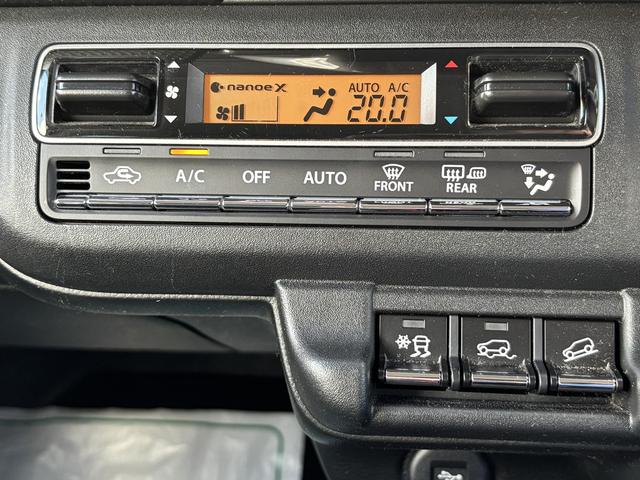 nanoeX AUTO A/C
20.0
A/C OFF AUTO FRONT REAR